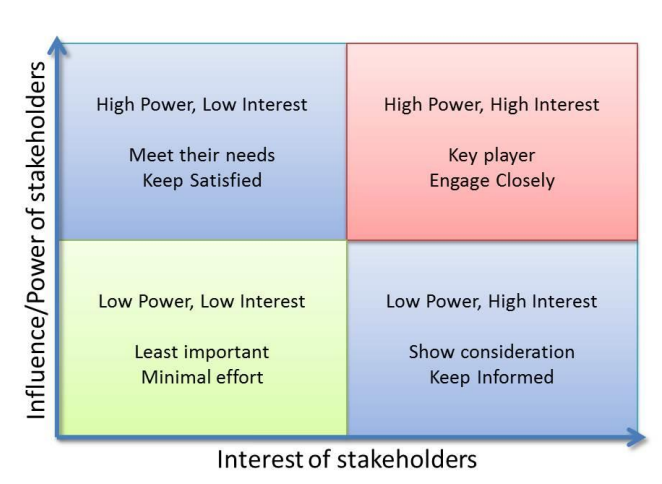 Influence/Power of stakeholders
High Power, Low Interest
Meet their needs
Keep Satisfied
High Power, High Interest
Key player
Engage Closely
Low Power, Low Interest
Least important
Minimal effort
Low Power, High Interest
Show consideration
Keep Informed
Interest of stakeholders